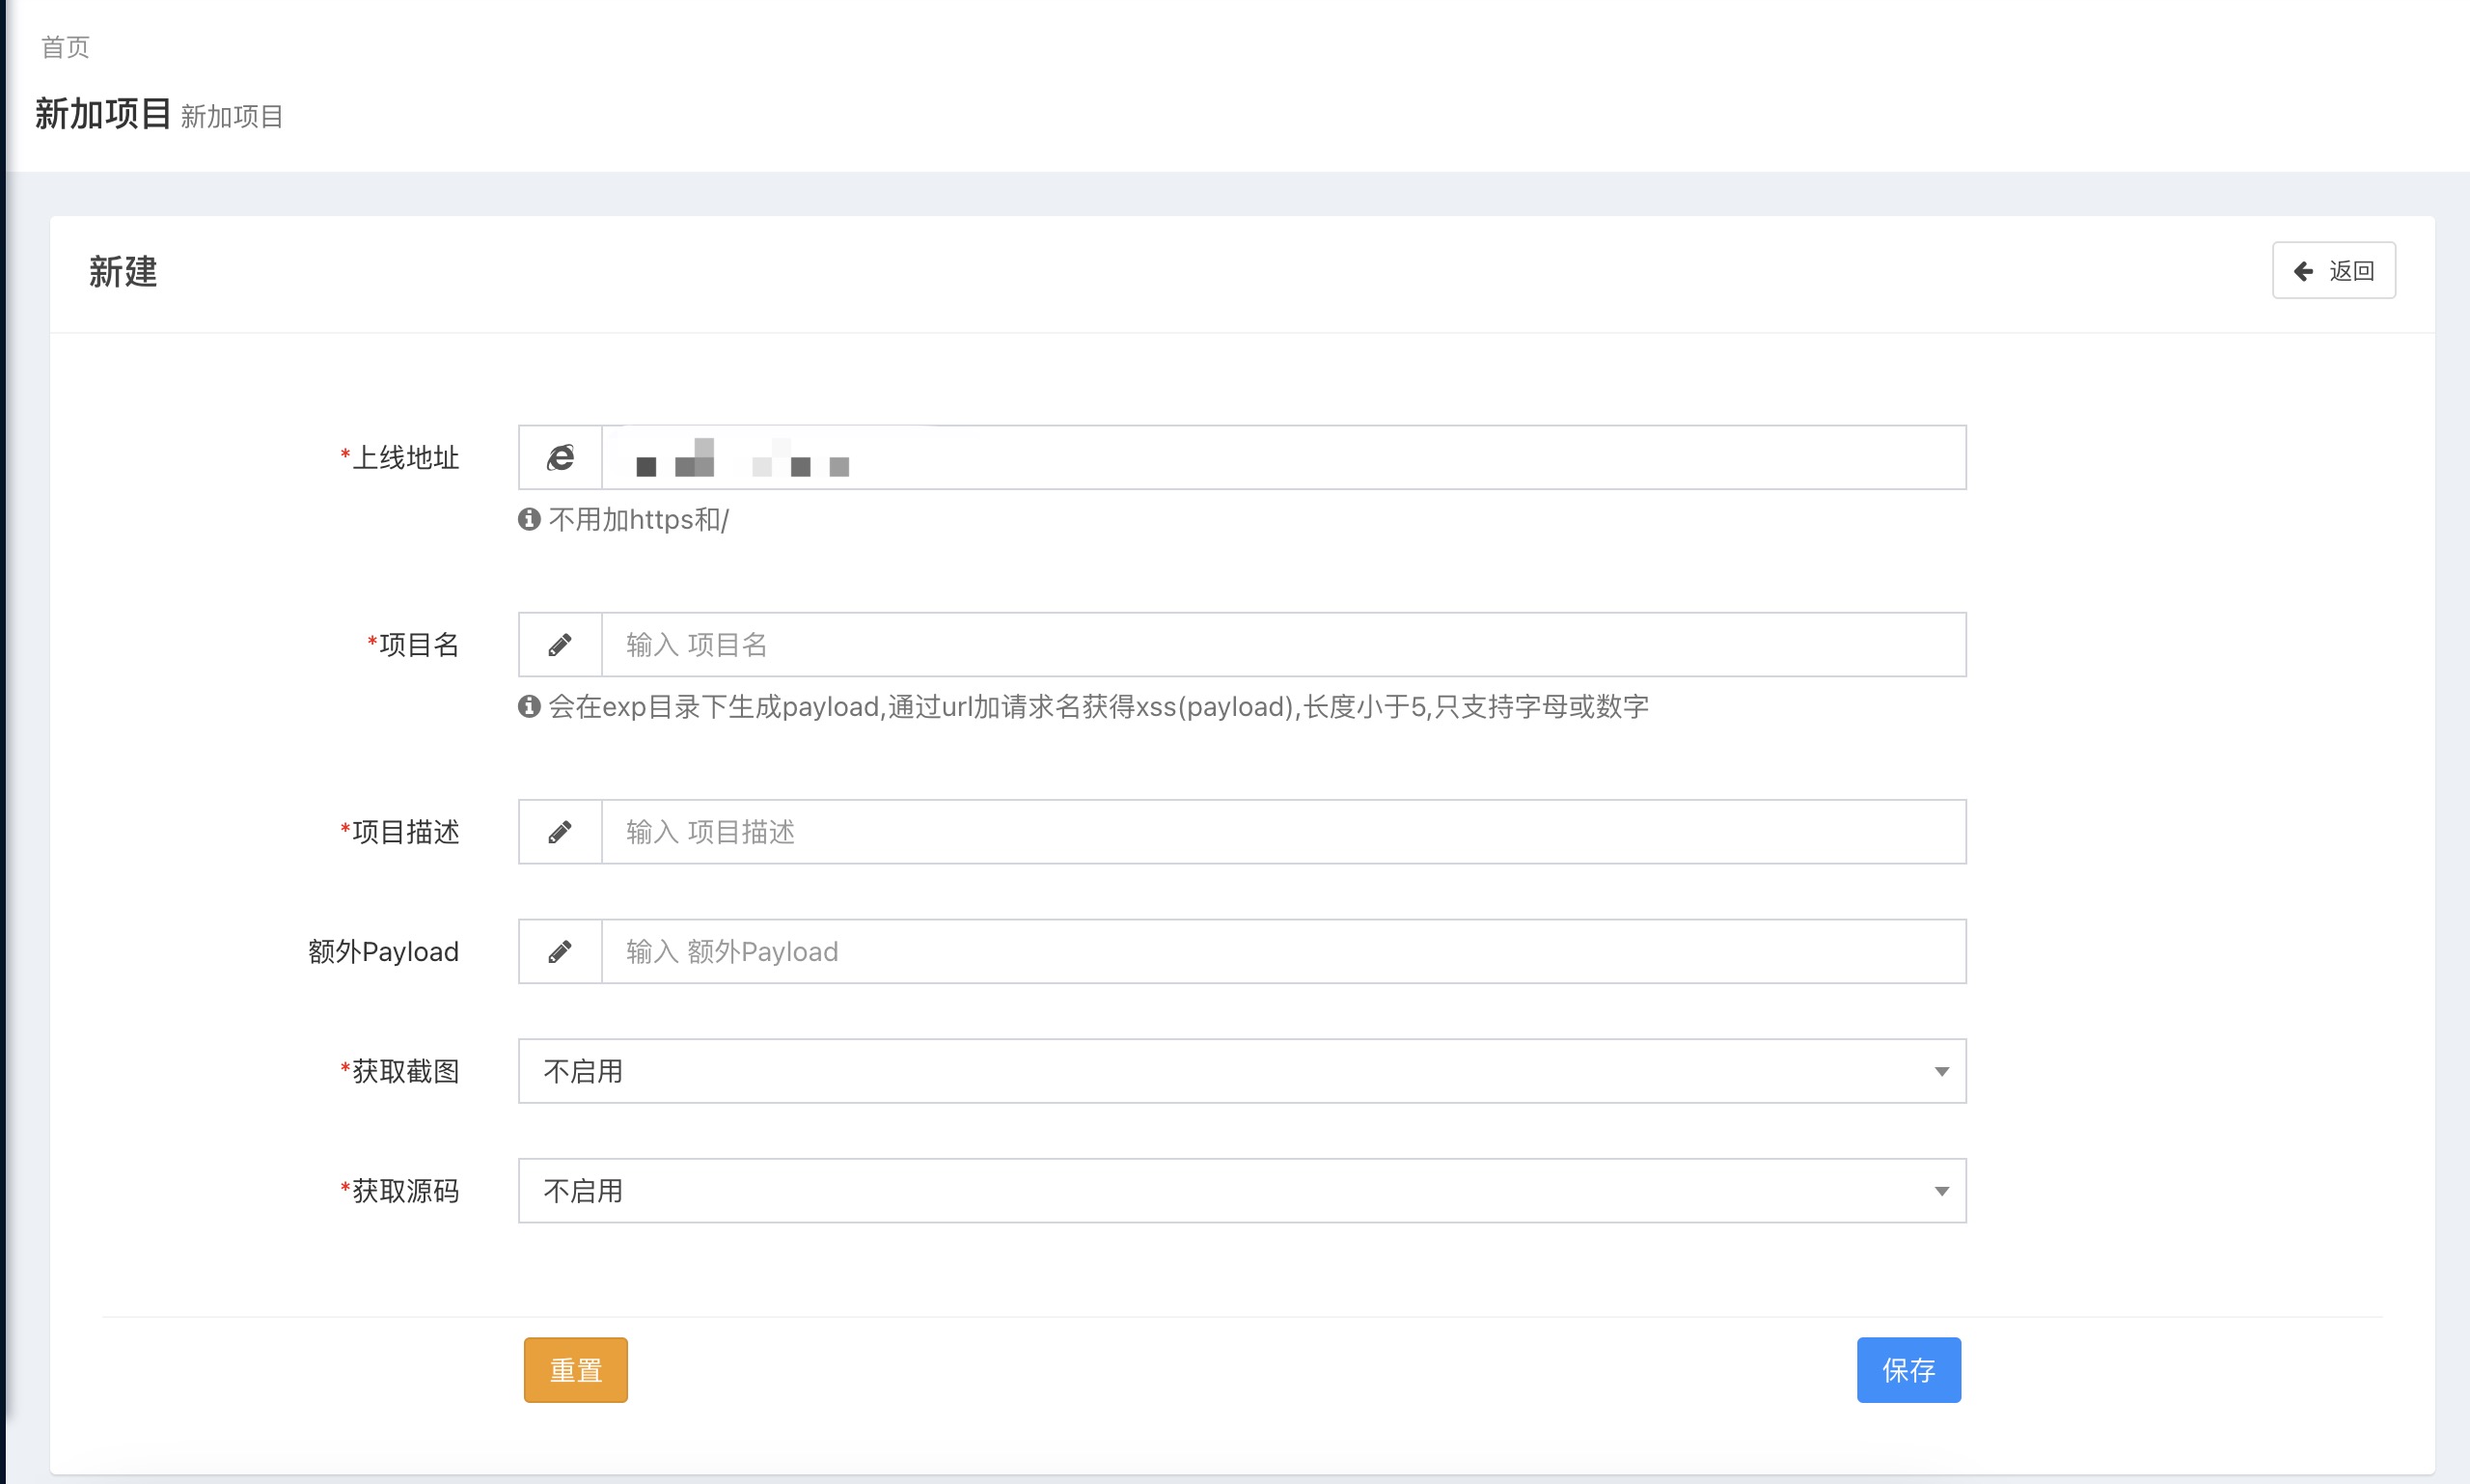 首页
新加项目 新加项目
新建
返回
*上线地址
不用加https和/
*项目名 输入 项目名
会在exp目录下生成payload,通过url加请求名获得xss(payload),长度小于5,只支持字母或数字
*项目描述 输入 项目描述
额外Payload 输入 额外Payload
*获取截图 不启用
*获取源码 不启用
重置 保存